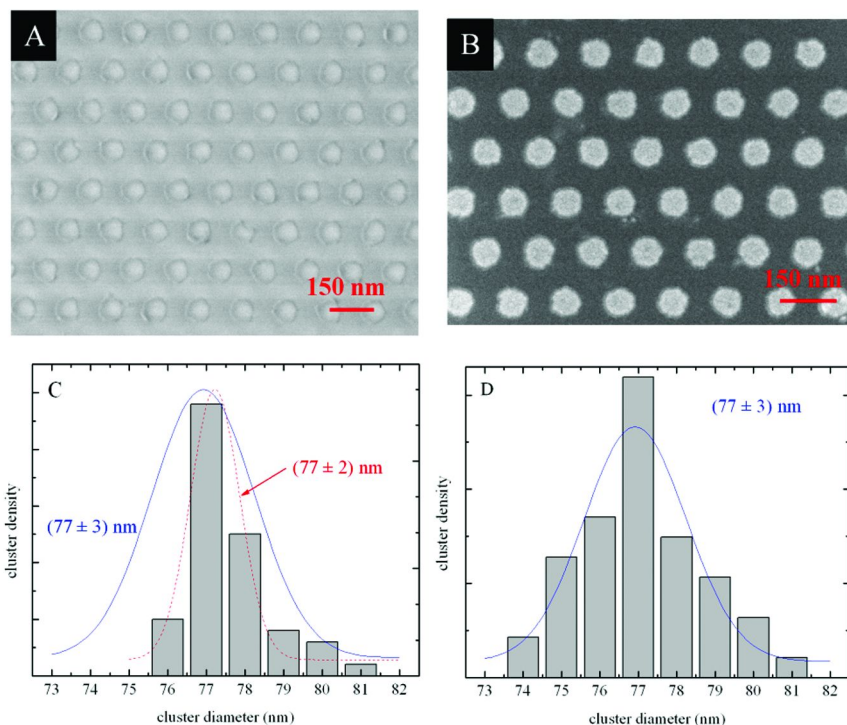 A
B
150 nm
150 nm
C
(77 ± 2) nm
(77 ± 3) nm
cluster density
73 74 75 76 77 78 79 80 81 82
cluster diameter (nm)
D
(77 ± 3) nm
cluster density
73 74 75 76 77 78 79 80 81 82
cluster diameter (nm)